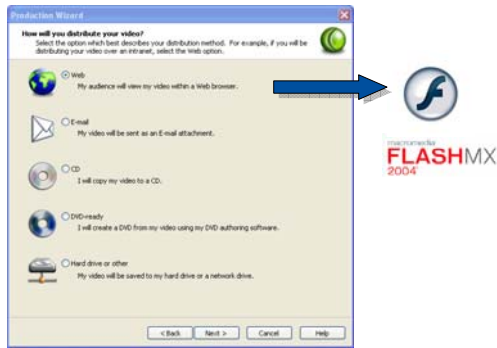 Production Wizard
How will you distribute your video?
Select the option which best describes your distribution method. For example, if you will be
distributing your video over an intranet, select the Web option.
Web
My audience will view my video within a Web browser.
E-mail
My video will be sent as an E-mail attachment.
CD
I will copy my video to a CD.
DVD-ready
I will create a DVD from my video using my DVD authoring software.
Hard drive or other
My video will be saved to my hard drive or a network drive.
< Back Next > Cancel Help
macromedia
FLASHMX
2004